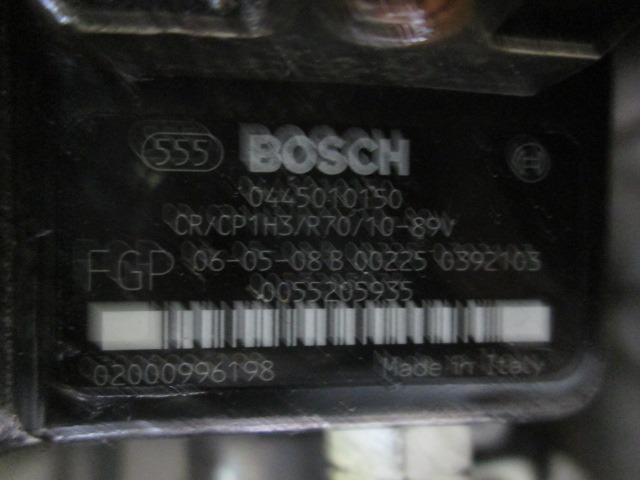 555 BOSCH
0445010150
CR/CP1H3/R70/10-89V
FGP 06-05-08 B 00225 0392103
0055205935
02000996198 Made in Italy